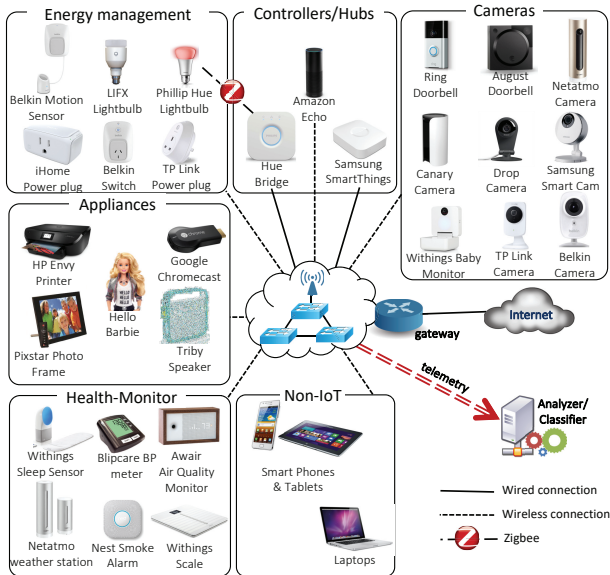 Energy management
Belkin Motion
Sensor
LIFX
Lightbulb
Phillip Hue
Lightbulb
iHome
Power plug
Belkin
Switch
TP Link
Power plug
Controllers/Hubs
Amazon
Echo
Hue
Bridge
Samsung
SmartThings
Cameras
Ring
Doorbell
August
Doorbell
Netatmo
Camera
Canary
Camera
Drop
Camera
Samsung
Smart Cam
Withings Baby
Monitor
TP Link
Camera
Belkin
Camera
Appliances
HP Envy
Printer
Hello
Barbie
Google
Chromecast
Pixstar Photo
Frame
Triby
Speaker
gateway
Internet
telemetry
Analyzer/
Classifier
Health-Monitor
Withings
Sleep Sensor
Blipcare BP
meter
Awair
Air Quality
Monitor
Netatmo
weather station
Nest Smoke
Alarm
Withings
Scale
Non-IoT
Smart Phones
& Tablets
Laptops
Wired connection
Wireless connection
Zigbee